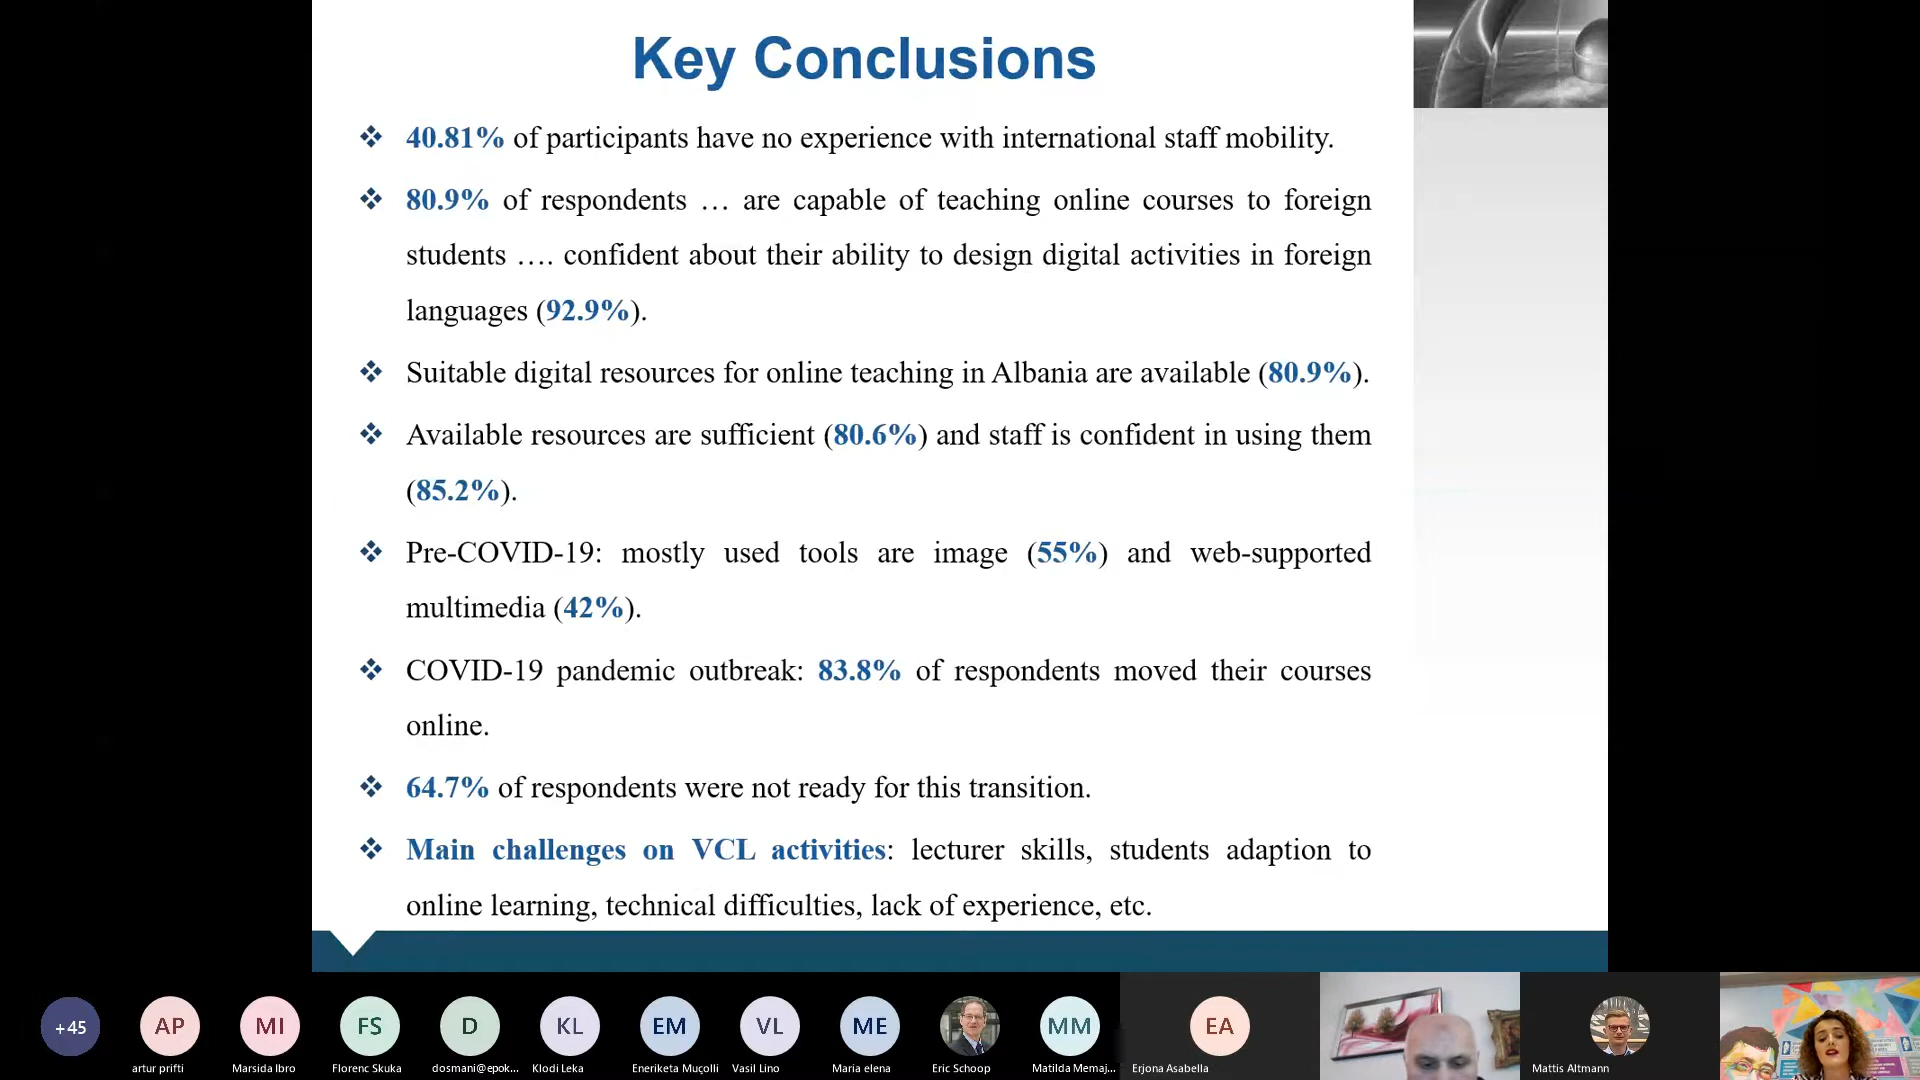 Key Conclusions
❖ 40.81% of participants have no experience with international staff mobility.
❖ 80.9% of respondents … are capable of teaching online courses to foreign
students …. confident about their ability to design digital activities in foreign
languages (92.9%).
❖ Suitable digital resources for online teaching in Albania are available (80.9%).
❖ Available resources are sufficient (80.6%) and staff is confident in using them
(85.2%).
❖ Pre-COVID-19: mostly used tools are image (55%) and web-supported
multimedia (42%).
❖ COVID-19 pandemic outbreak: 83.8% of respondents moved their courses
online.
❖ 64.7% of respondents were not ready for this transition.
❖ Main challenges on VCL activities: lecturer skills, students adaption to
online learning, technical difficulties, lack of experience, etc.
+45 AP MI FS D KL EM VL ME MM EA
artur prifti Marsida Ibro Florenc Skuka dosmani@epok... Klodi Leka Eneriketa Muçolli Vasil Lino Maria elena Eric Schoop Matilda Memaj... Erjona Asabella Mattis Altmann